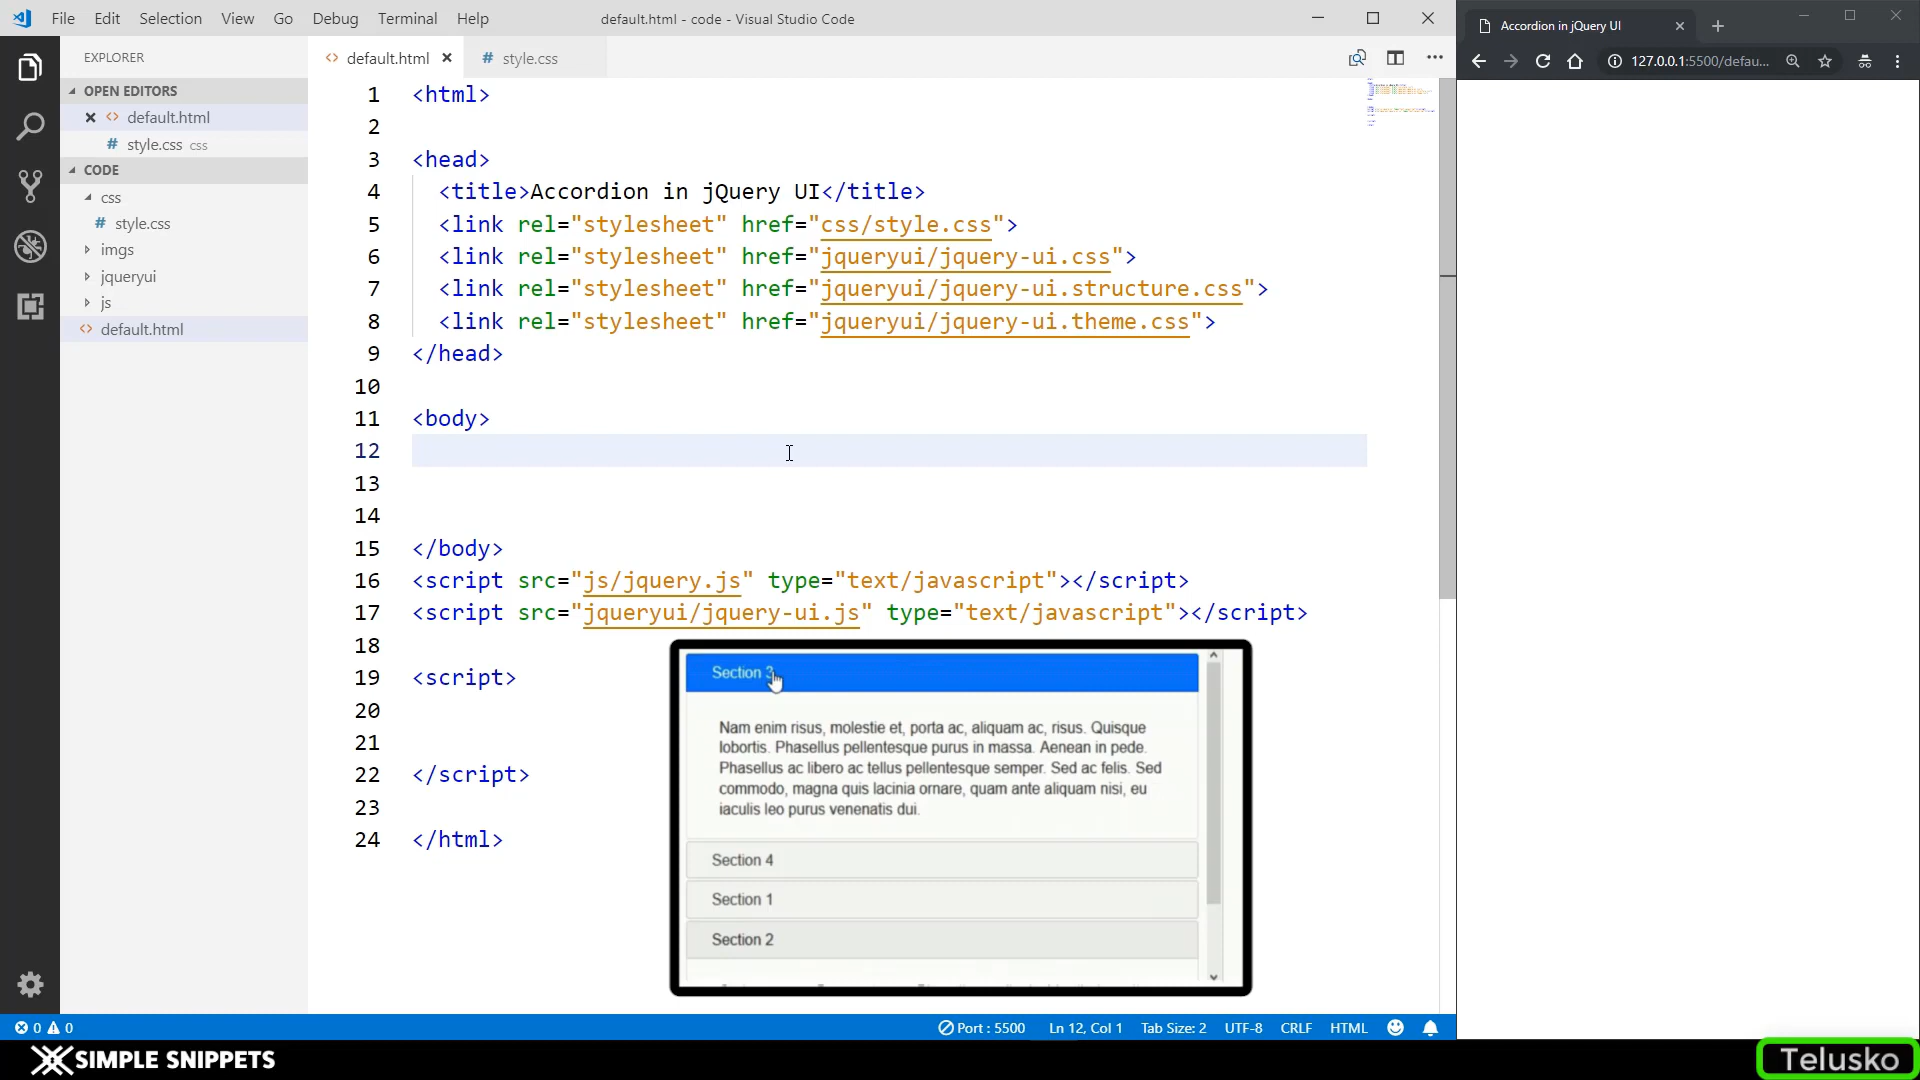 File Edit Selection View Go Debug Terminal Help
default.html - code - Visual Studio Code
Accordion in jQuery UI
127.0.0.1:5500/defau...
EXPLORER
OPEN EDITORS
default.html
style.css css
CODE
css
style.css
imgs
jqueryui
js
default.html
default.html
style.css
1 <html>
2
3 <head>
4 <title>Accordion in jQuery UI</title>
5 <link rel="stylesheet" href="css/style.css">
6 <link rel="stylesheet" href="jqueryui/jquery-ui.css">
7 <link rel="stylesheet" href="jqueryui/jquery-ui.structure.css">
8 <link rel="stylesheet" href="jqueryui/jquery-ui.theme.css">
9 </head>
10
11 <body>
12
13
14
15 </body>
16 <script src="js/jquery.js" type="text/javascript"></script>
17 <script src="jqueryui/jquery-ui.js" type="text/javascript"></script>
18
19 <script>
20
21
22 </script>
23
24 </html>
Section 3
Nam enim risus, molestie et, porta ac, aliquam ac, risus. Quisque
lobortis. Phasellus pellentesque purus in massa. Aenean in pede.
Phasellus ac libero ac tellus pellentesque semper. Sed ac felis. Sed
commodo, magna quis lacinia ornare, quam ante aliquam nisi, eu
iaculis leo purus venenatis dui.
Section 4
Section 1
Section 2
0 0
Port : 5500 Ln 12, Col 1 Tab Size: 2 UTF-8 CRLF HTML
SIMPLE SNIPPETS
Telusko